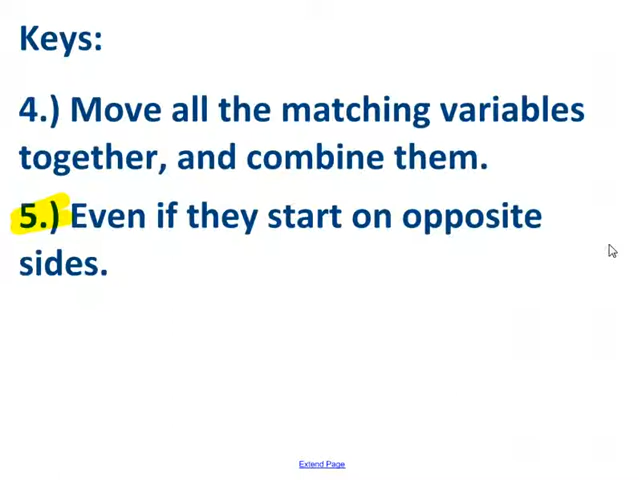 Keys:
4.) Move all the matching variables
together, and combine them.
5.) Even if they start on opposite
sides.
Extend Page